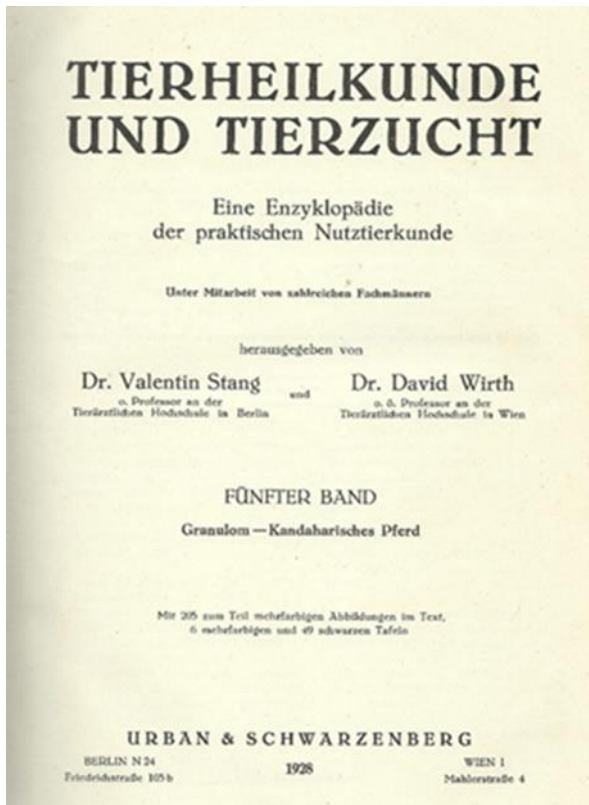 TIERHEILKUNDE
UND TIERZUCHT
Eine Enzyklopädie
der praktischen Nutztierkunde
Unter Mitarbeit von zahlreichen Fachmännern
herausgegeben von
Dr. Valentin Stang
o. Professor an der
Tierärztlichen Hochschule in Berlin
und
Dr. David Wirth
o. ö. Professor an der
Tierärztlichen Hochschule in Wien
FÜNFTER BAND
Granulom—Kandaharisches Pferd
Mit 205 zum Teil mehrfarbigen Abbildungen im Text,
6 mehrfarbigen und 49 schwarzen Tafeln
URBAN & SCHWARZENBERG
BERLIN N 24
Friedrichstraße 105b
1928
WIEN I
Mahlerstraße 4